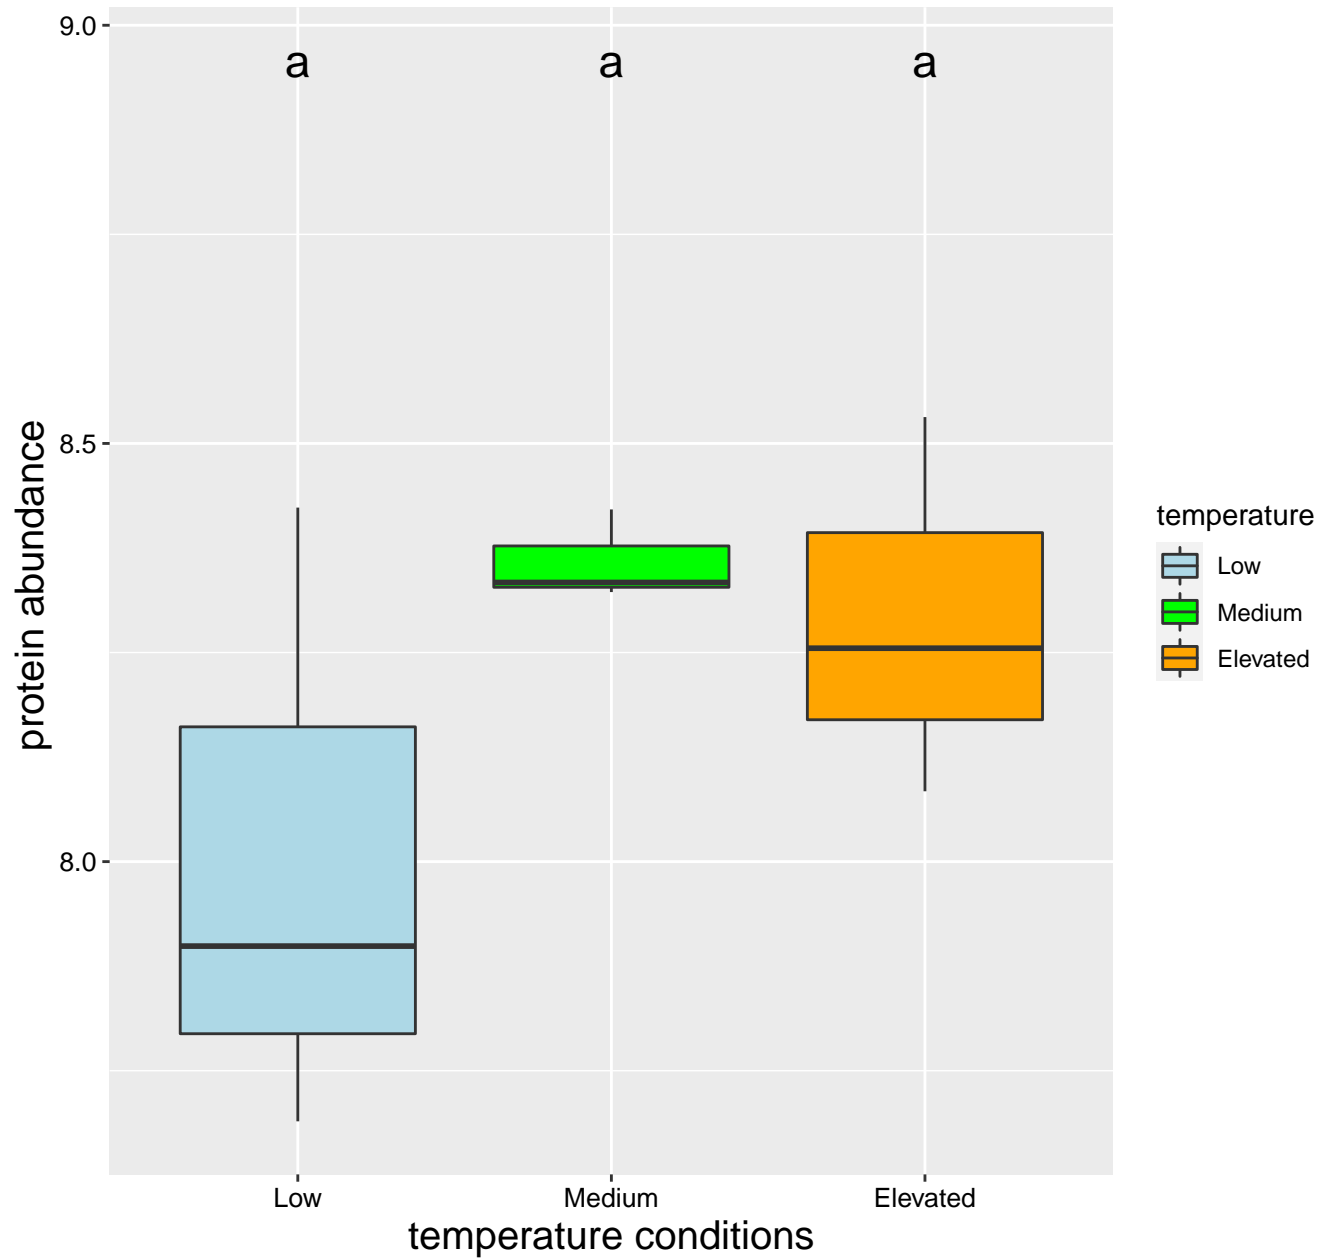 9.0
a a a
8.5
8.0
protein abundance
Low Medium Elevated
temperature conditions
temperature
Low
Medium
Elevated